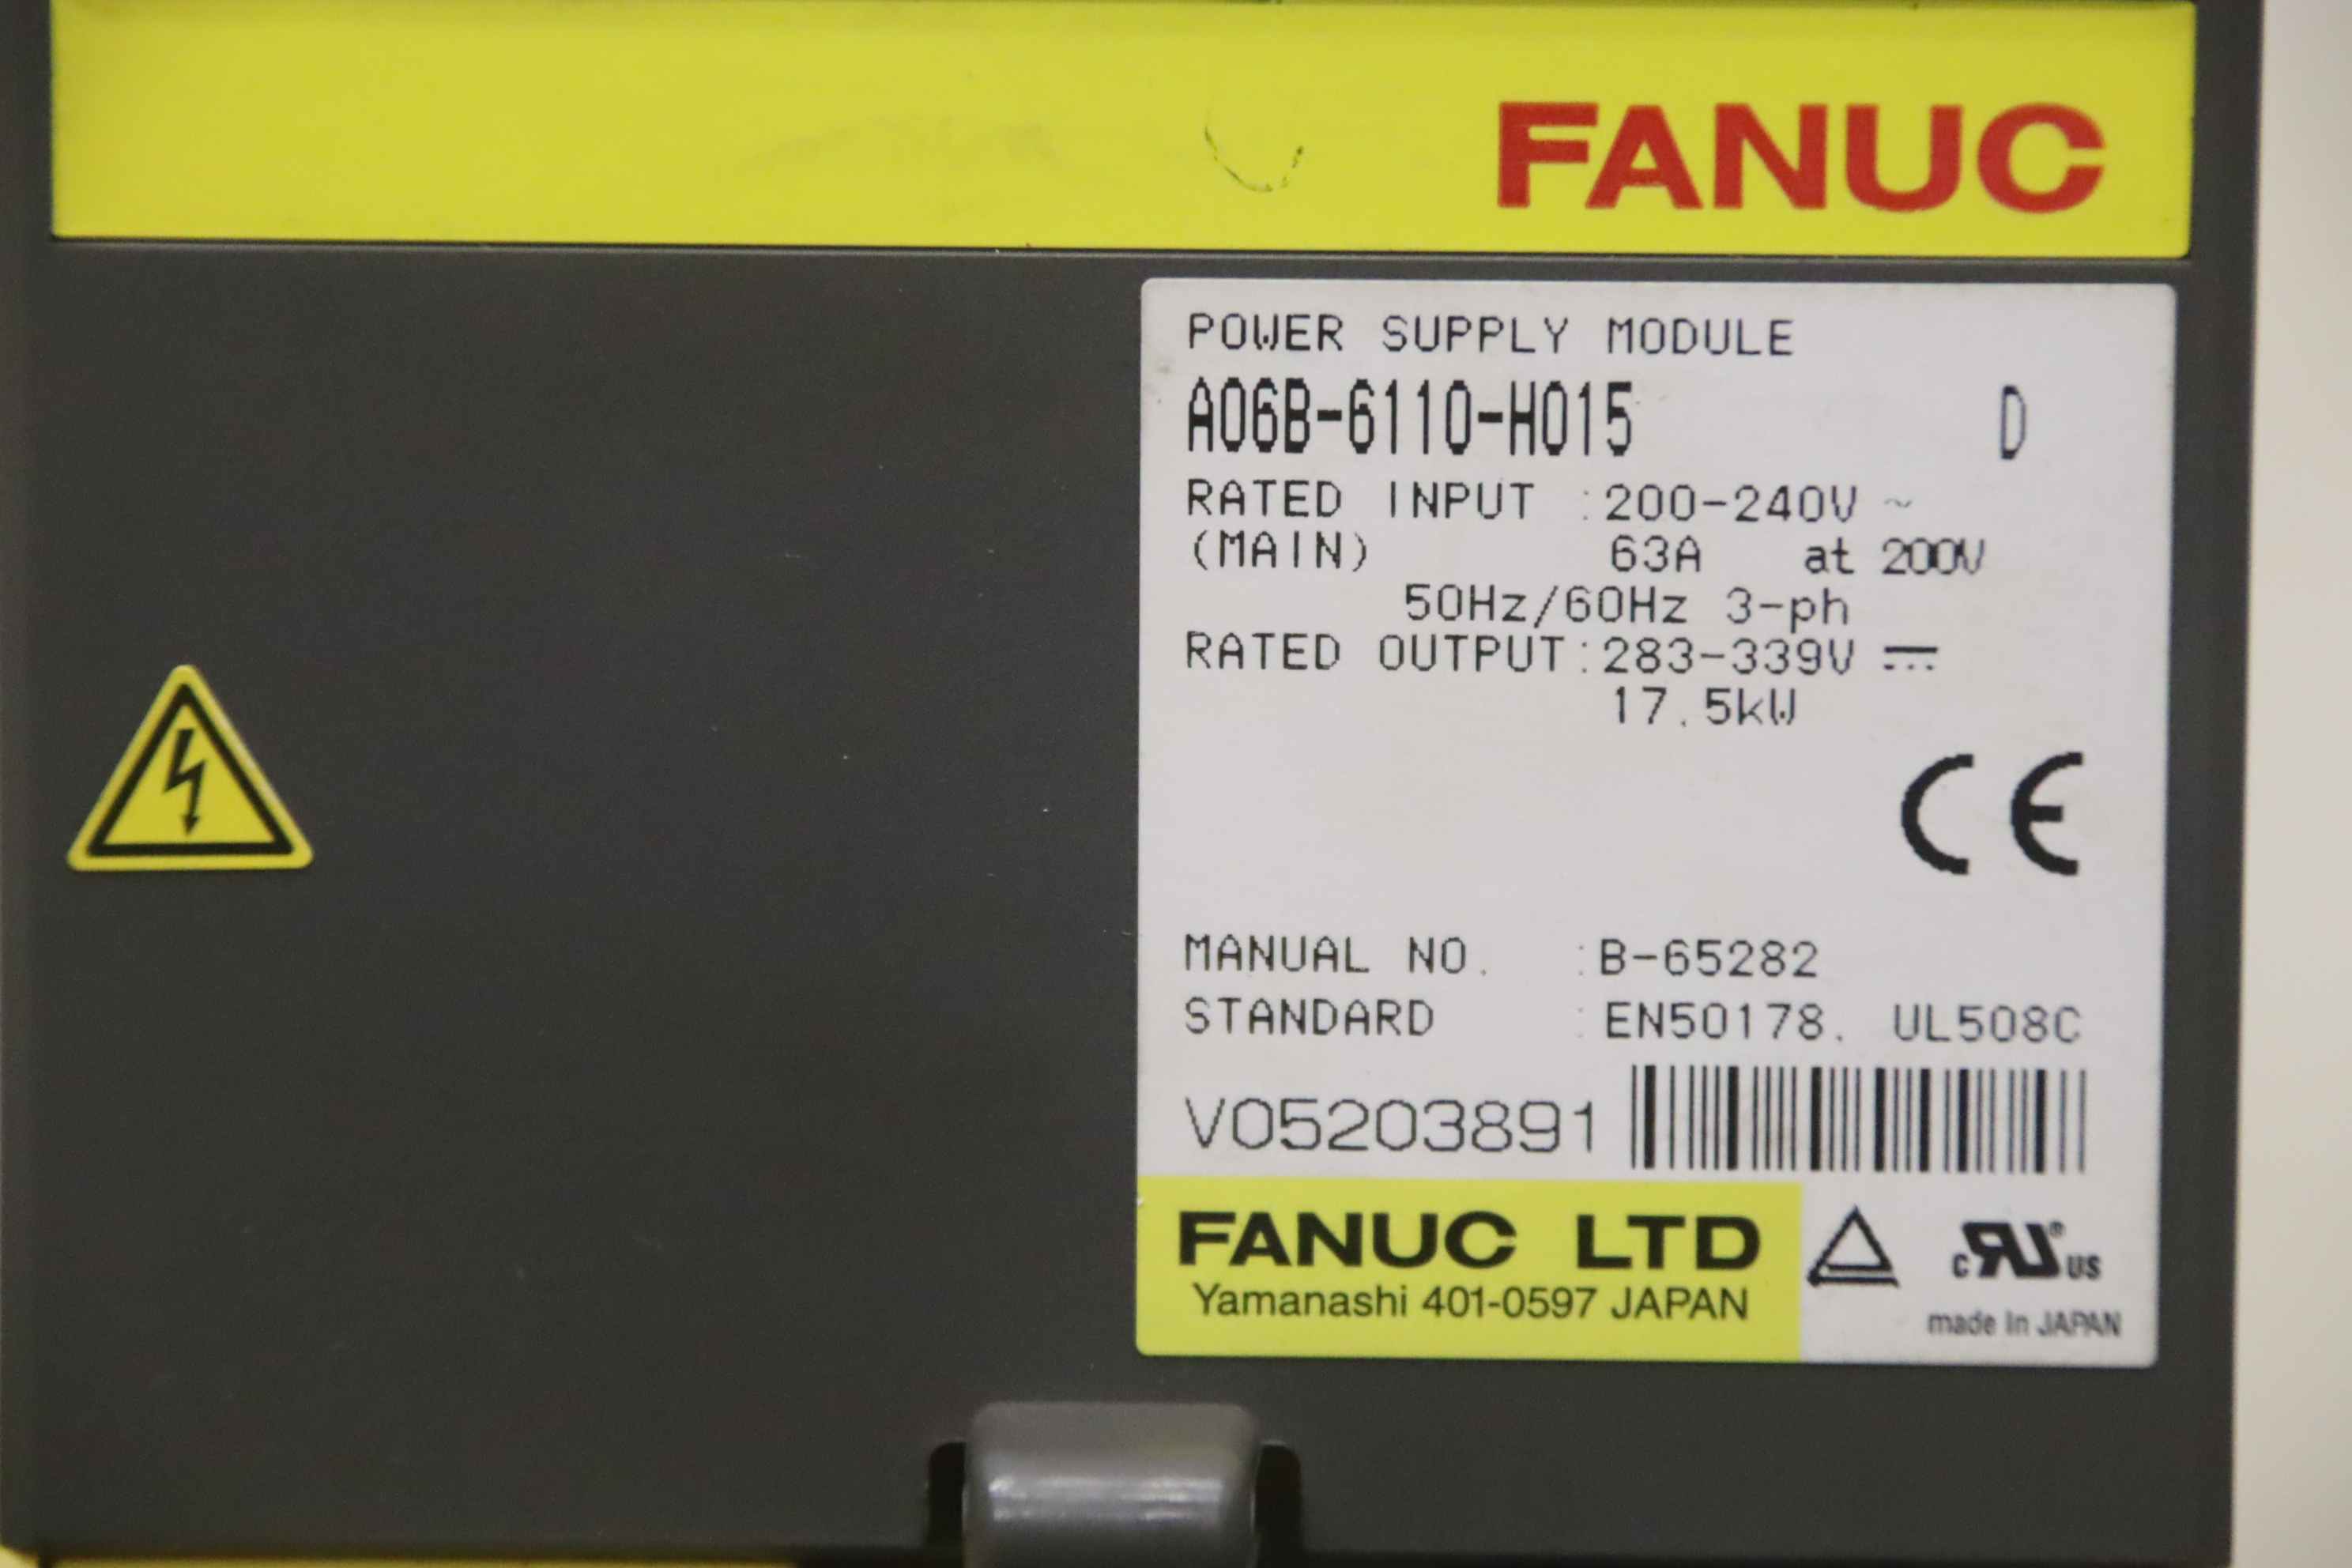 FANUC
POWER SUPPLY MODULE
A06B-6110-H015 D
RATED INPUT :200-240V ~
(MAIN) 63A at 200V
50Hz/60Hz 3-ph
RATED OUTPUT:283-339V ⎓
17.5kW
CE
MANUAL NO. :B-65282
STANDARD :EN50178. UL508C
V05203891
FANUC LTD
Yamanashi 401-0597 JAPAN
c RU ® US
made In JAPAN